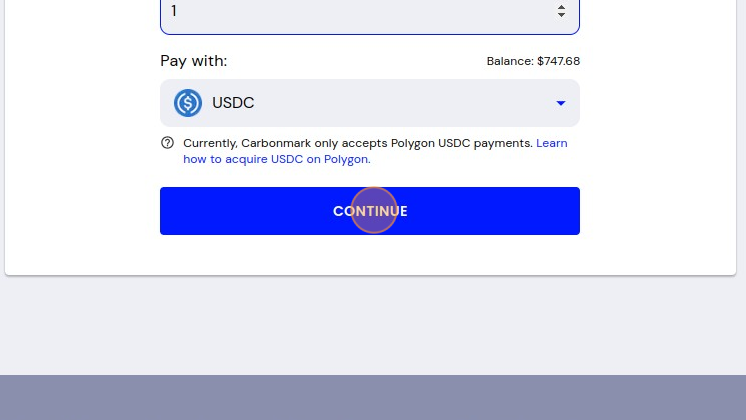 1
Pay with:
Balance: $747.68
USDC
Currently, Carbonmark only accepts Polygon USDC payments. Learn
how to acquire USDC on Polygon.
CONTINUE